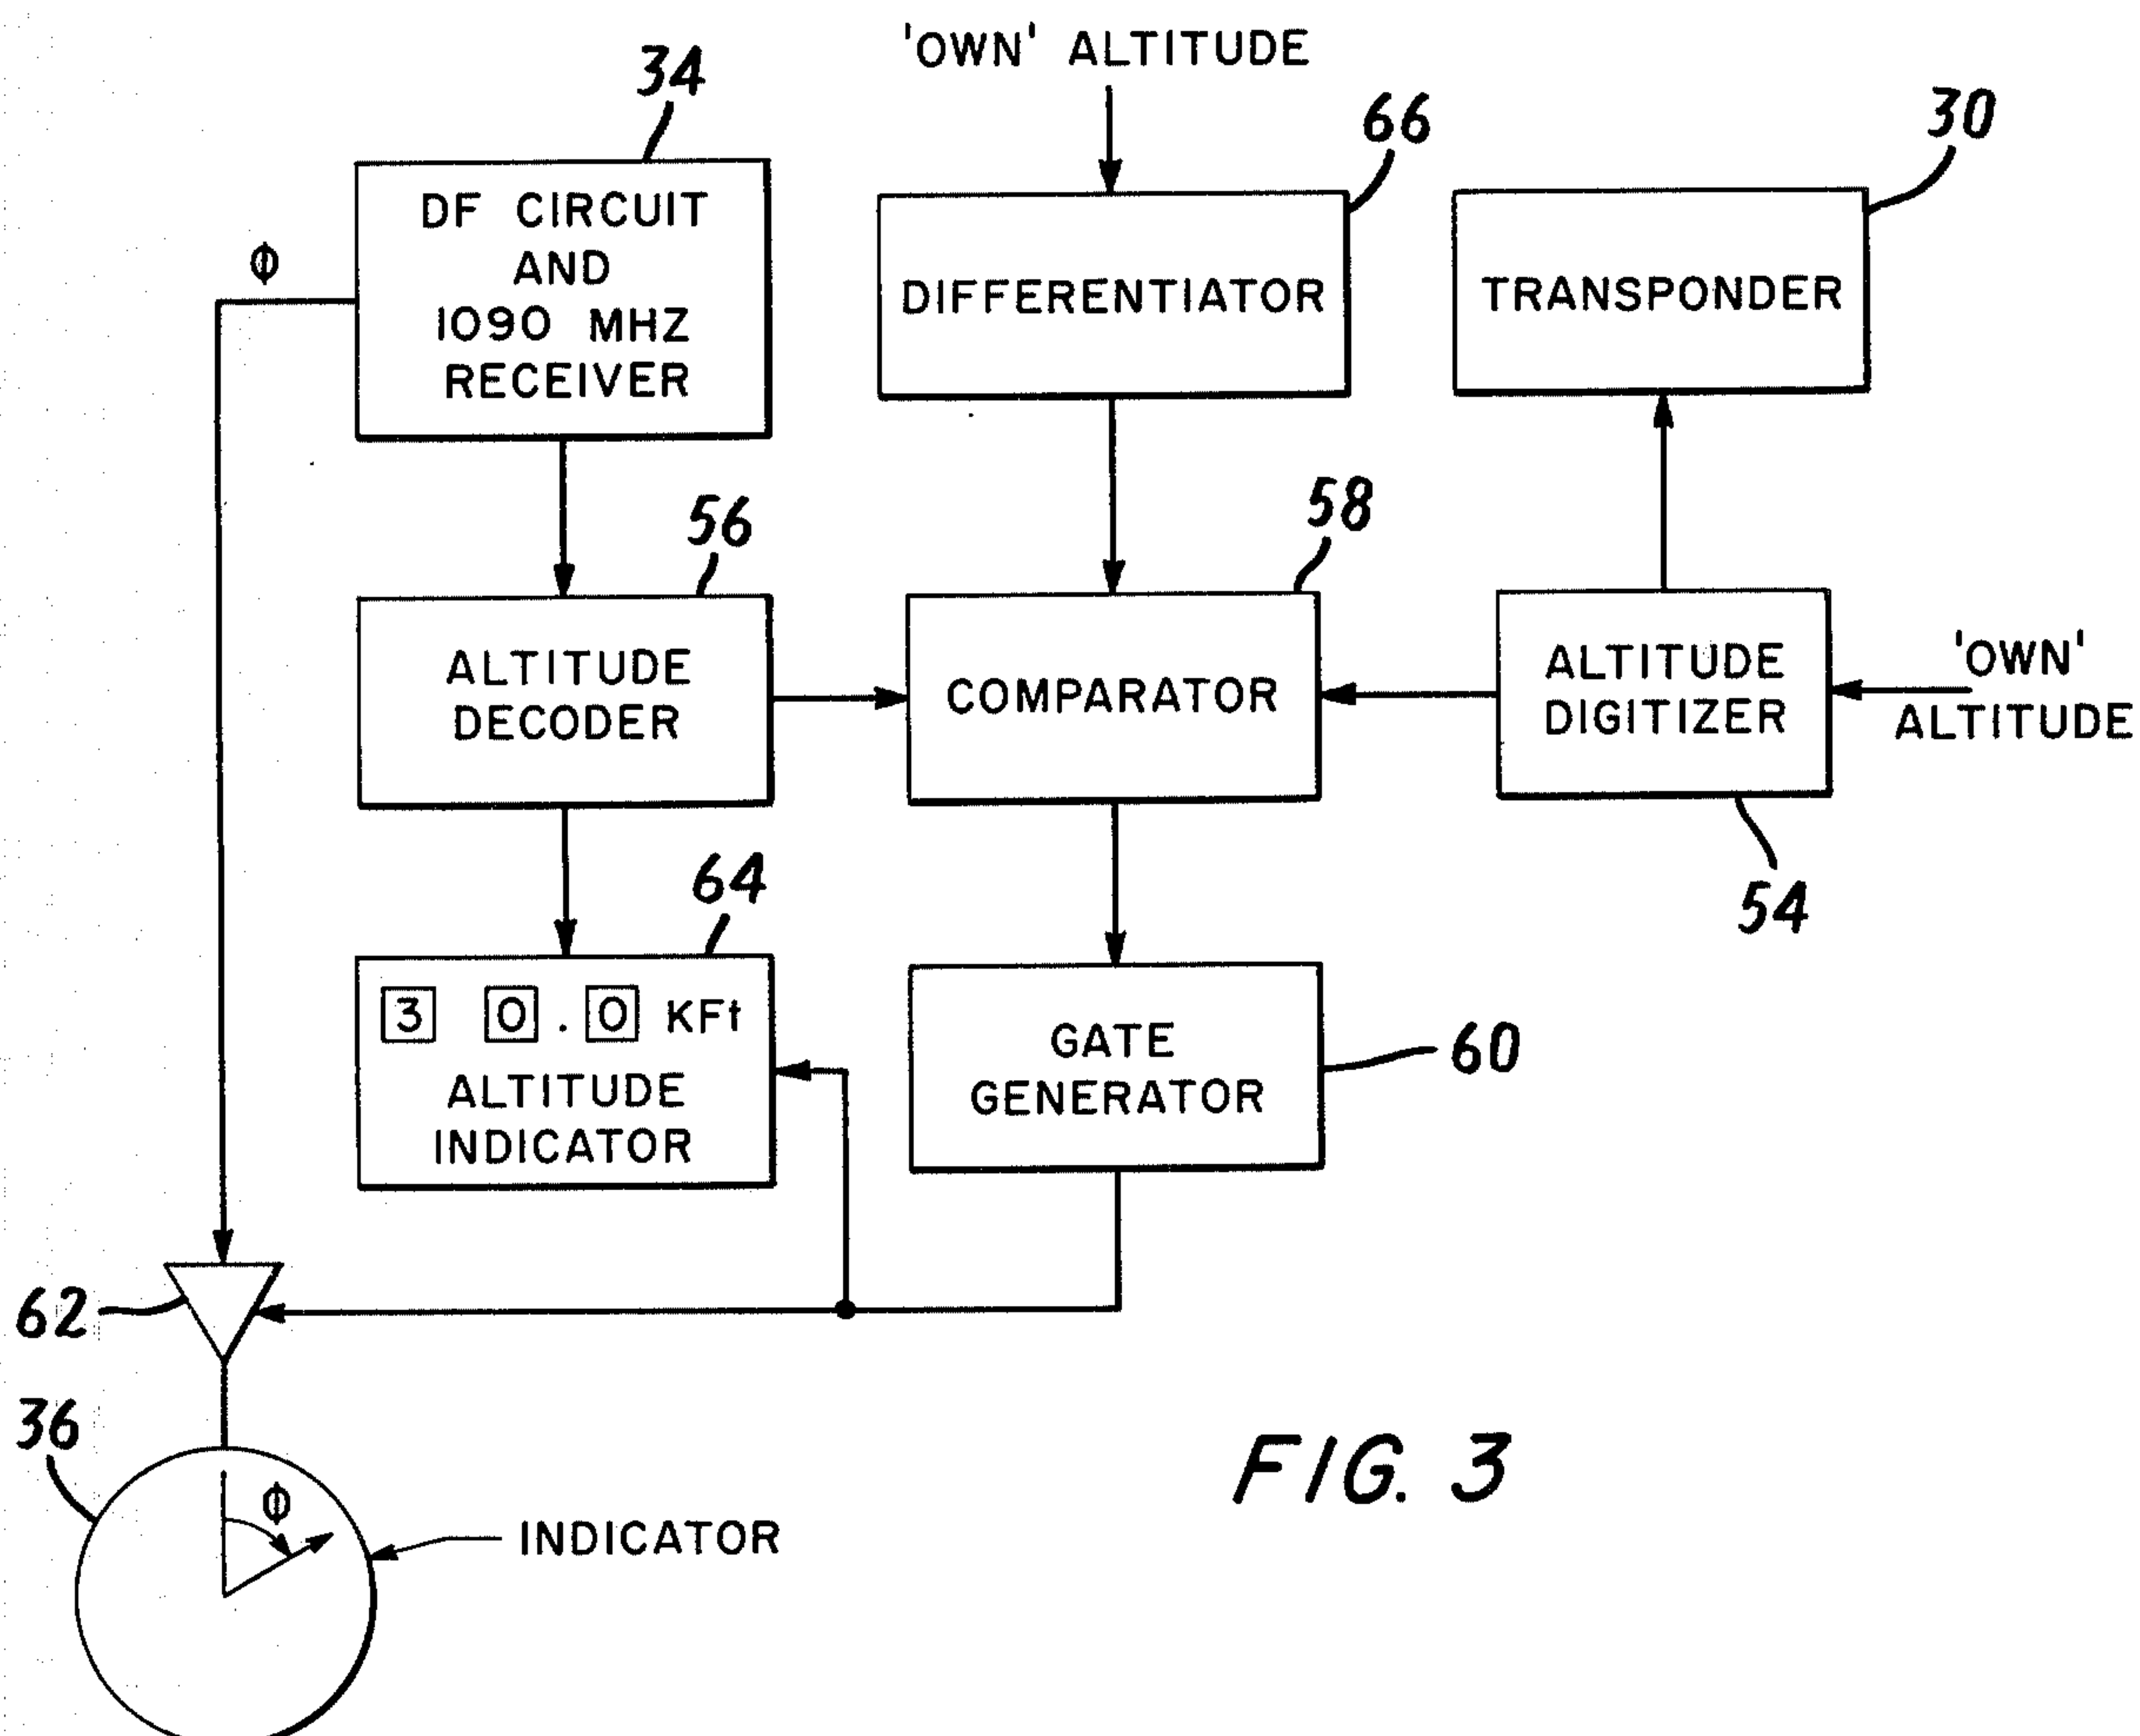 'OWN' ALTITUDE
34
66
30
DF CIRCUIT
AND
1090 MHZ
RECEIVER
Φ
DIFFERENTIATOR
TRANSPONDER
56
58
ALTITUDE
DECODER
COMPARATOR
ALTITUDE
DIGITIZER
'OWN'
ALTITUDE
64
54
3 0.0 KFt
ALTITUDE
INDICATOR
GATE
GENERATOR
60
62
36
Φ
INDICATOR
FIG. 3